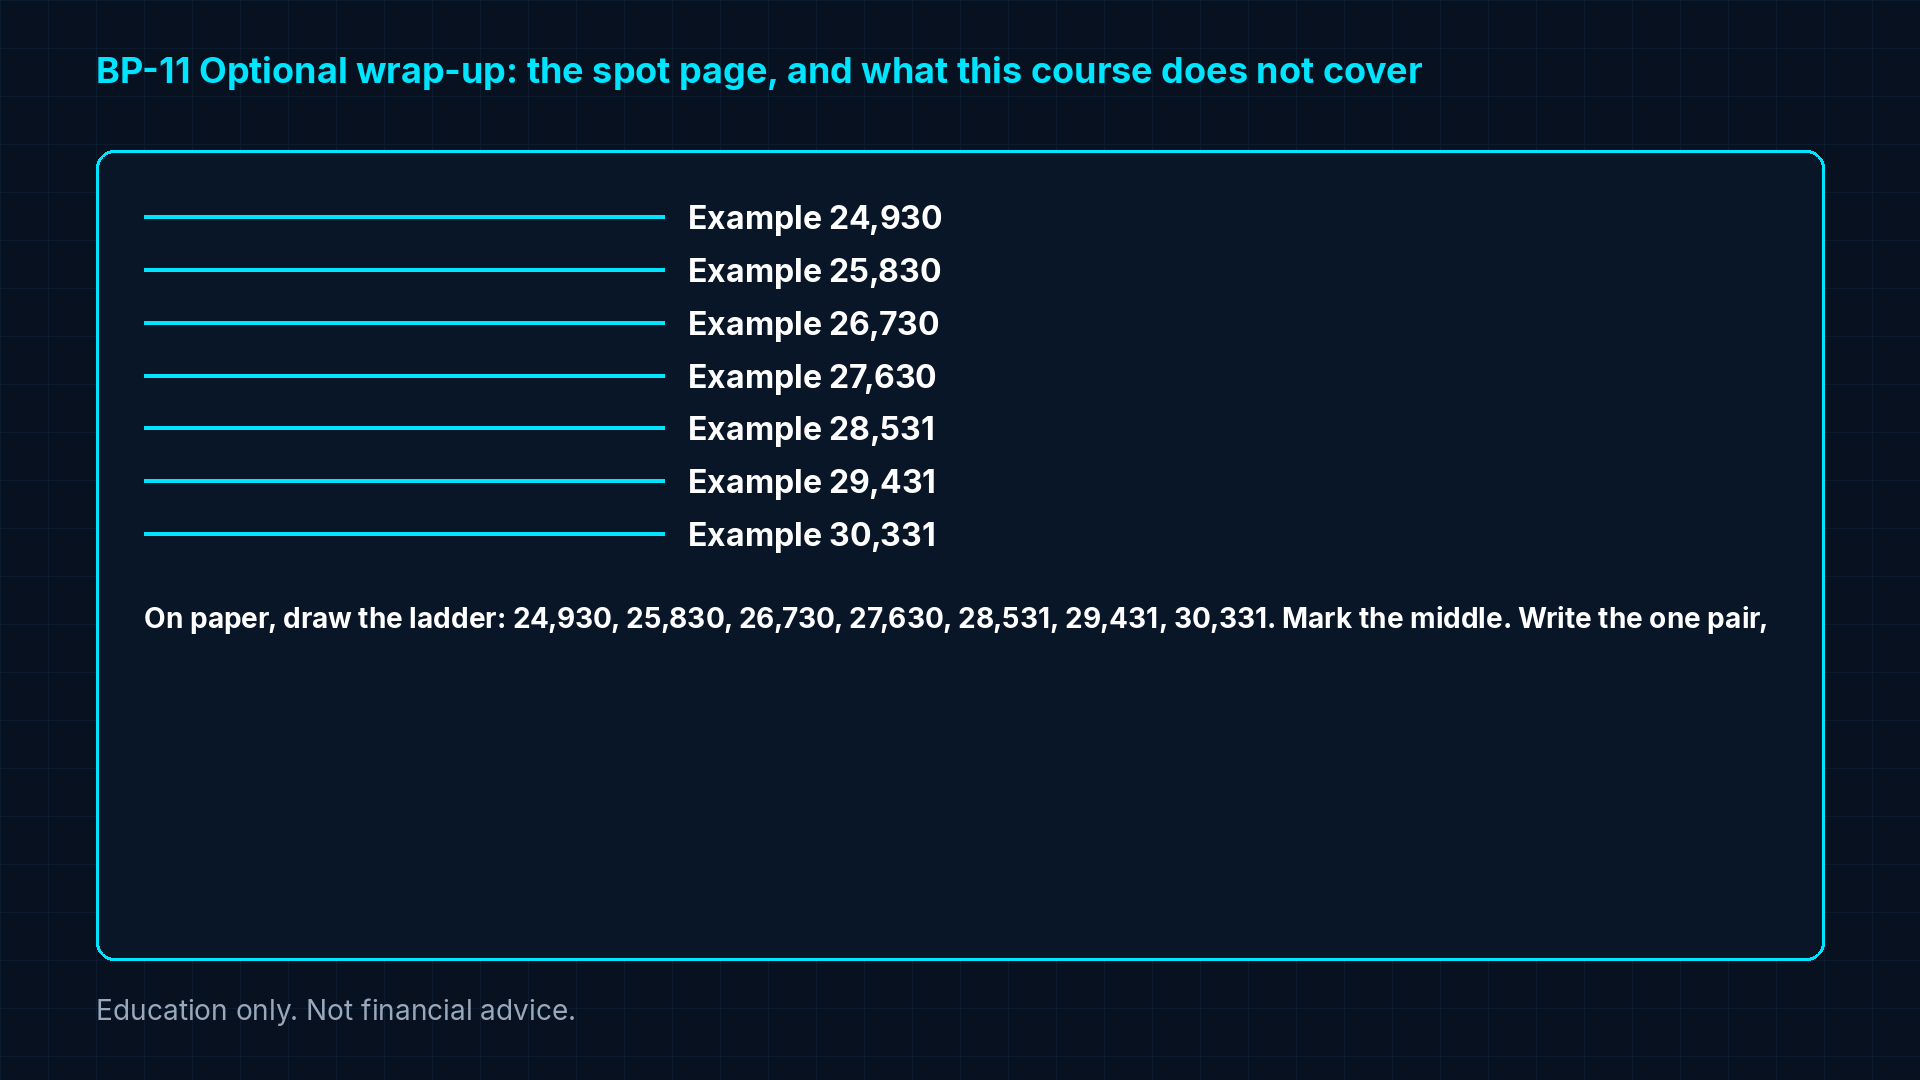 BP-11 Optional wrap-up: the spot page, and what this course does not cover
Example 24,930
Example 25,830
Example 26,730
Example 27,630
Example 28,531
Example 29,431
Example 30,331
On paper, draw the ladder: 24,930, 25,830, 26,730, 27,630, 28,531, 29,431, 30,331. Mark the middle. Write the one pair,
Education only. Not financial advice.